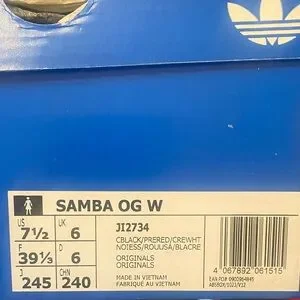 SAMBA OG W
US UK
7½ 6
F D
39⅓ 6
J CHN
245 240
JI2734
CBLACK/PRERED/CREWHT
NOIESS/ROUUSA/BLACRE
ORIGINALS
ORIGINALS
MADE IN VIETNAM
FABRIQUÉ AU VIETNAM
4 067892 061515